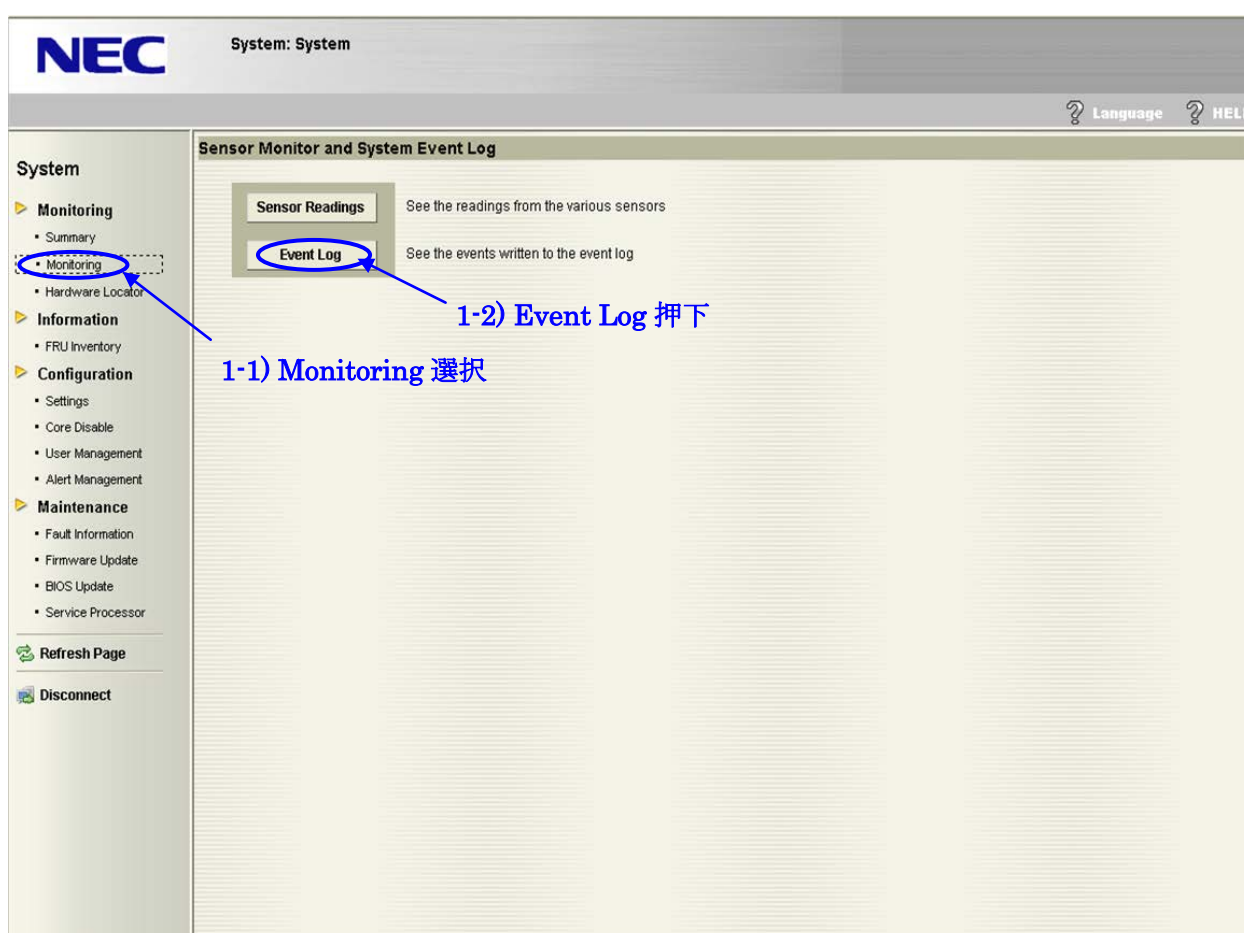 NEC
System: System
Language
HEL
System
Monitoring
Summary
Monitoring
Hardware Locator
Information
FRU Inventory
Configuration
Settings
Core Disable
User Management
Alert Management
Maintenance
Fault Information
Firmware Update
BIOS Update
Service Processor
Refresh Page
Disconnect
Sensor Monitor and System Event Log
Sensor Readings See the readings from the various sensors
Event Log See the events written to the event log
1-2) Event Log 押下
1-1) Monitoring 選択